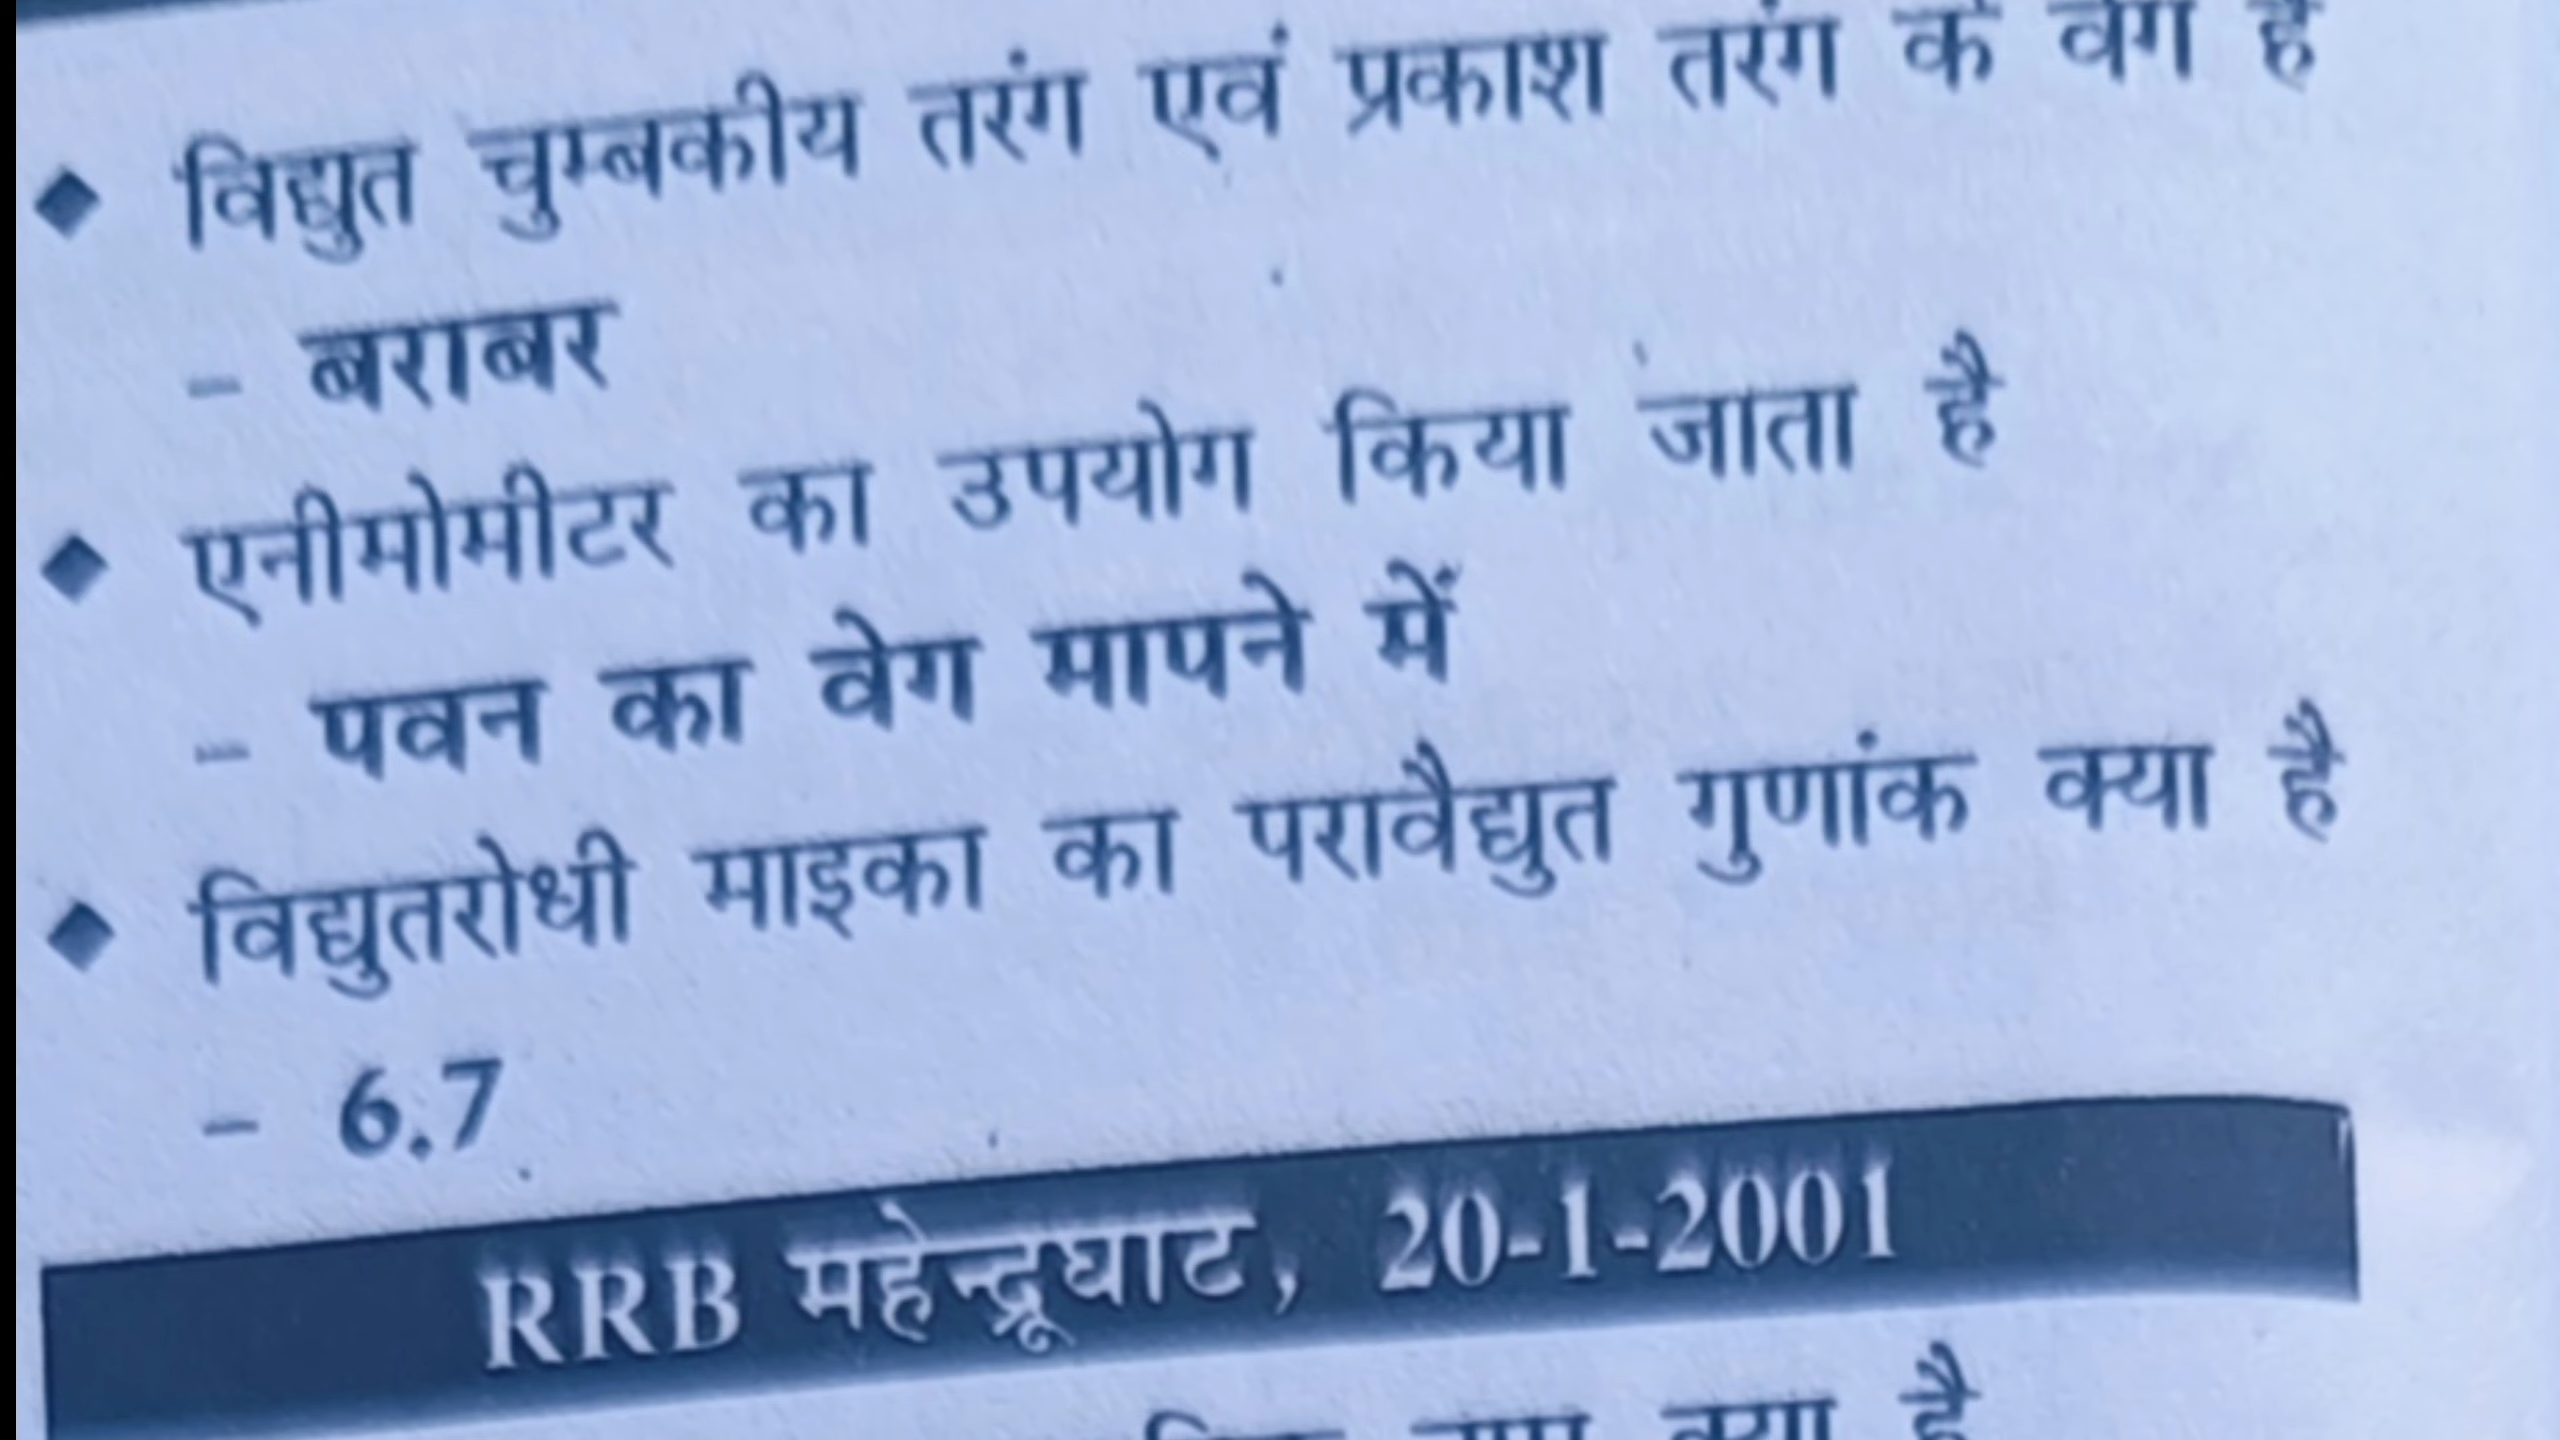 ◆ विद्युत चुम्बकीय तरंग एवं प्रकाश तरंग के वेग है
– बराबर
◆ एनीमोमीटर का उपयोग किया जाता है
– पवन का वेग मापने में
◆ विद्युतरोधी माइका का परावैद्युत गुणांक क्या है
– 6.7
RRB महेन्द्रूघाट, 20-1-2001
क्या है